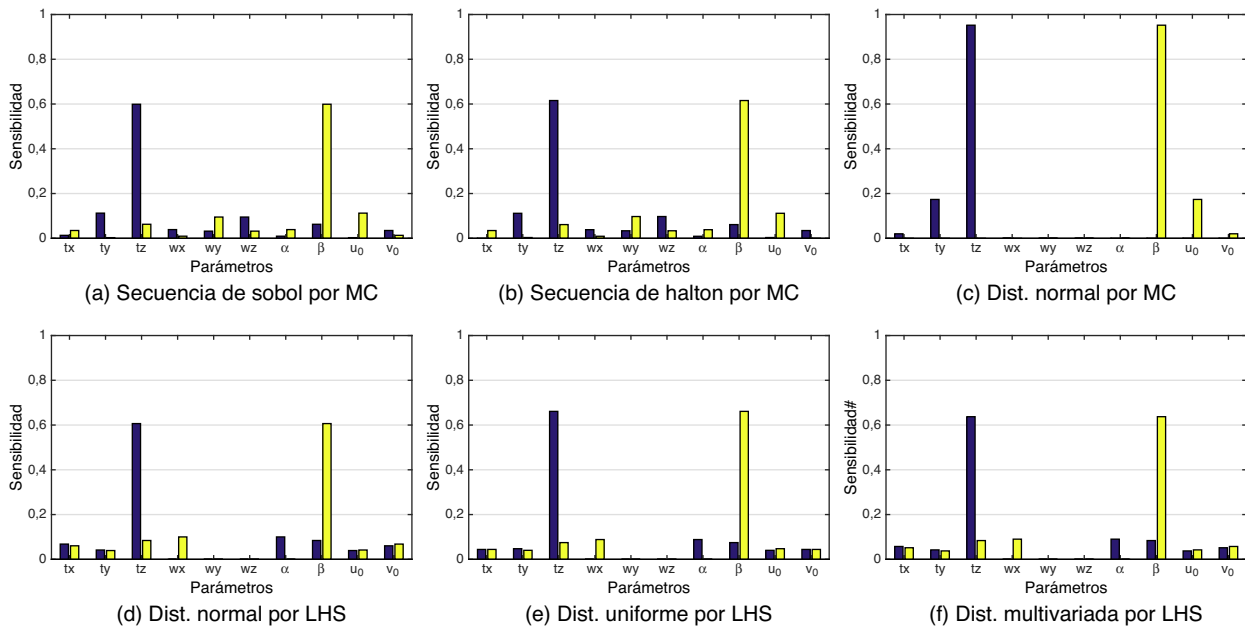 1
0,8
0,6
0,4
0,2
0
Sensibilidad
tx ty tz wx wy wz α β u0 v0
Parámetros
(a) Secuencia de sobol por MC
1
0,8
0,6
0,4
0,2
0
Sensibilidad
tx ty tz wx wy wz α β u0 v0
Parámetros
(b) Secuencia de halton por MC
1
0,8
0,6
0,4
0,2
0
Sensibilidad
tx ty tz wx wy wz α β u0 v0
Parámetros
(c) Dist. normal por MC
1
0,8
0,6
0,4
0,2
0
Sensibilidad
tx ty tz wx wy wz α β u0 v0
Parámetros
(d) Dist. normal por LHS
1
0,8
0,6
0,4
0,2
0
Sensibilidad
tx ty tz wx wy wz α β u0 v0
Parámetros
(e) Dist. uniforme por LHS
1
0,8
0,6
0,4
0,2
0
Sensibilidad#
tx ty tz wx wy wz α β u0 v0
Parámetros
(f) Dist. multivariada por LHS